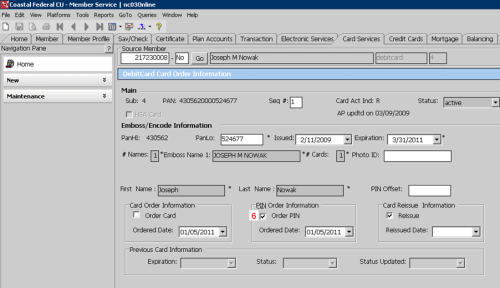 Coastal Federal CU - Member Service | nc030nline
File Edit View Platforms Tools Reports GoTo Queries Window Help
Home Member Member Profile Sav/Check Certificate Plan Accounts Transaction Electronic Services Card Services Credit Cards Mortgage Balancing
Navigation Pane ?
Home
New
Maintenance
Source Member
217230008 - No Go Joseph M Nowak debitcard 4
DebitCard Card Order Information
Main
Sub: 4 PAN: 4305620000524677 Seq #: 1 Card Act Ind: R Status: active
HSA Card AP updtd on 03/09/2009
Emboss/Encode Information
PanHi: 430562 PanLo: 524677 * Issued: 2/11/2009 * Expiration: 3/31/2011 *
# Names: 1 *Emboss Name 1: JOSEPH M NOWAK *# Cards: 1 * Photo ID:
First Name : Joseph * Last Name : Nowak * PIN Offset:
Card Order Information PIN Order Information Card Reissue Information
Order Card 6 Order PIN Reissue
Ordered Date: 01/05/2011 Ordered Date: 01/05/2011 Reissued Date:
Previous Card Information
Expiration: Status: Status Updated: